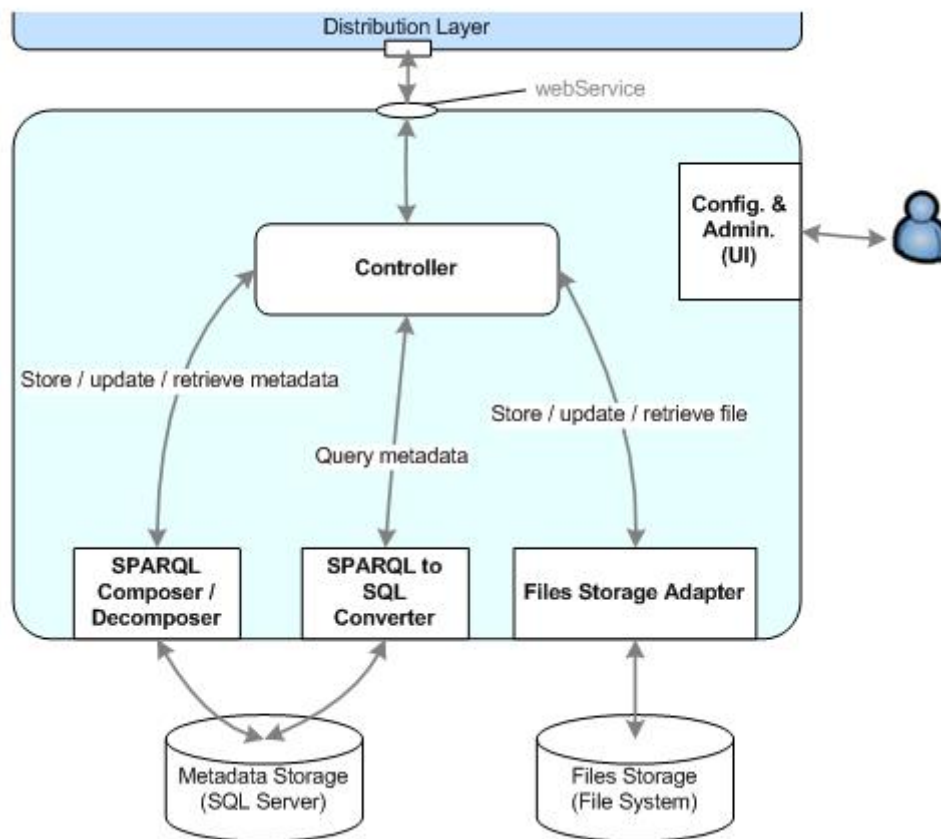 Distribution Layer
webService
Config. &
Admin.
(UI)
Controller
Store / update / retrieve metadata
Store / update / retrieve file
Query metadata
SPARQL
Composer /
Decomposer
SPARQL to
SQL
Converter
Files Storage Adapter
Metadata Storage
(SQL Server)
Files Storage
(File System)